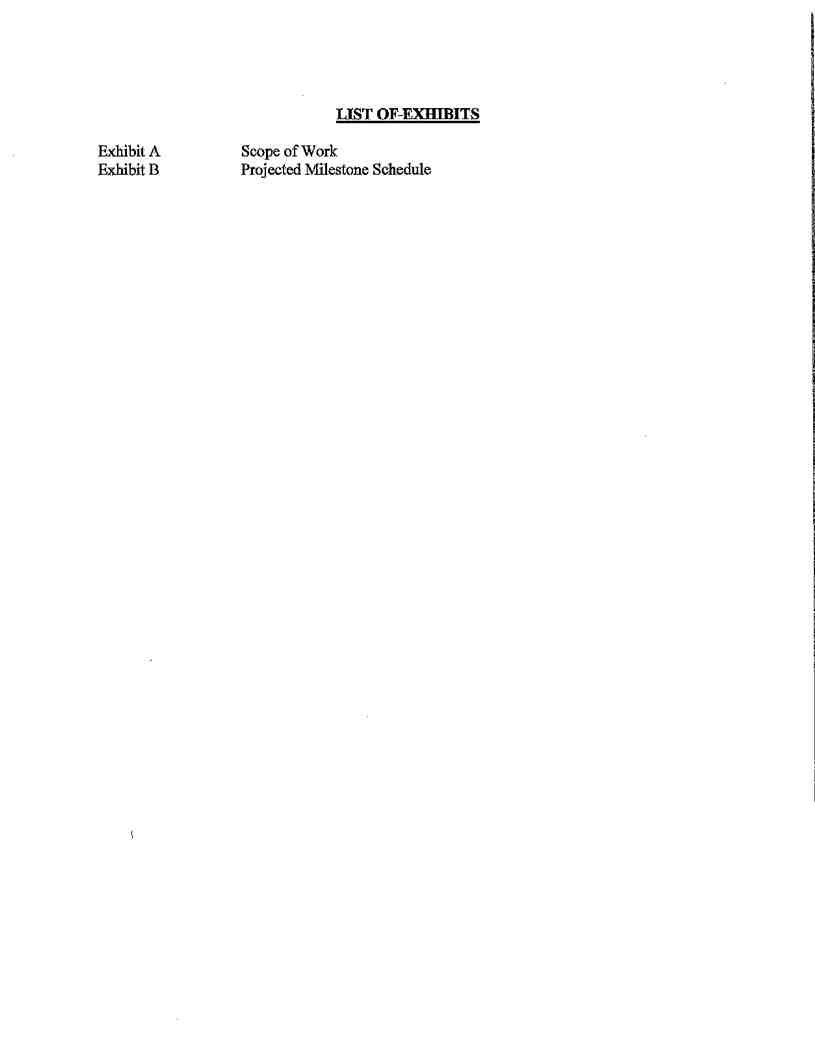 LIST OF-EXHIBITS
Exhibit A Scope of Work
Exhibit B Projected Milestone Schedule